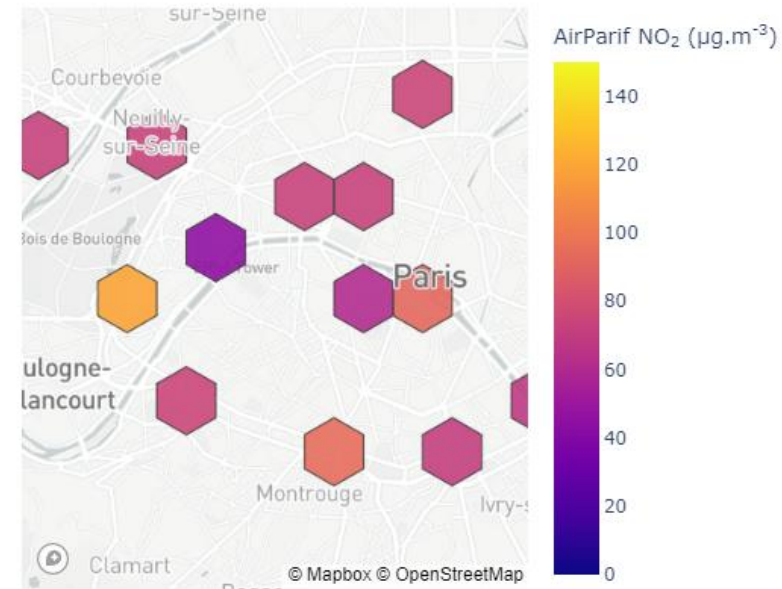 sur-Seine
Courbevoie
Neuilly-
sur-Seine
Bois de Boulogne
Tower
Paris
ulogne-
lancourt
Montrouge
Ivry-s
Clamart
© Mapbox © OpenStreetMap
AirParif NO₂ (µg.m⁻³)
140
120
100
80
60
40
20
0